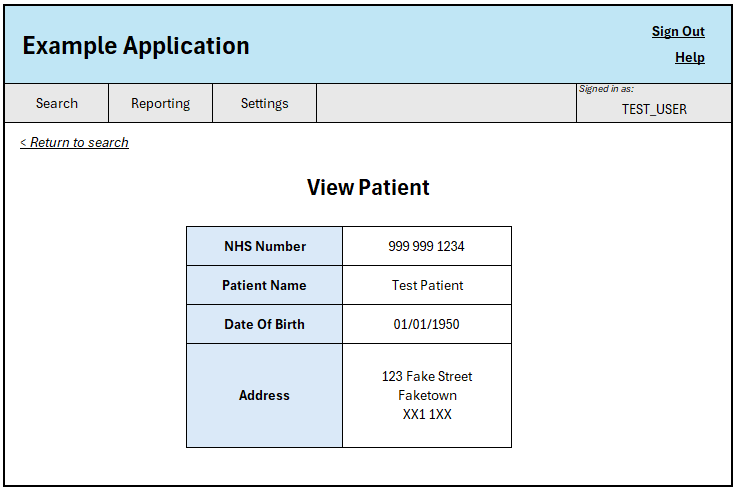 Example Application
Sign Out
Help
Search
Reporting
Settings
Signed in as:
TEST_USER
< Return to search
View Patient
NHS Number
999 999 1234
Patient Name
Test Patient
Date Of Birth
01/01/1950
Address
123 Fake Street
Faketown
XX1 1XX